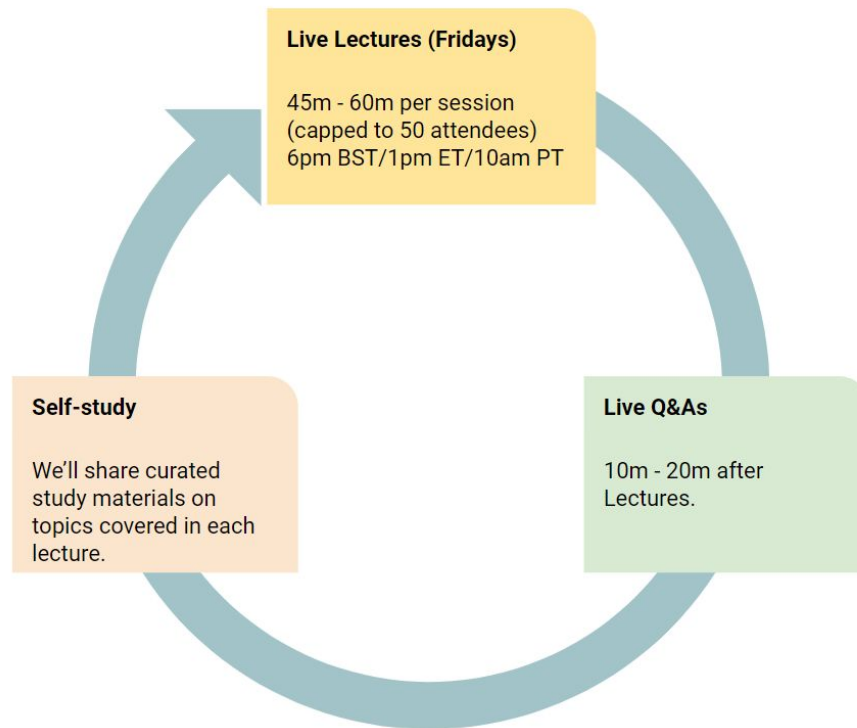 Live Lectures (Fridays)
45m - 60m per session
(capped to 50 attendees)
6pm BST/1pm ET/10am PT
Self-study
We’ll share curated
study materials on
topics covered in each
lecture.
Live Q&As
10m - 20m after
Lectures.